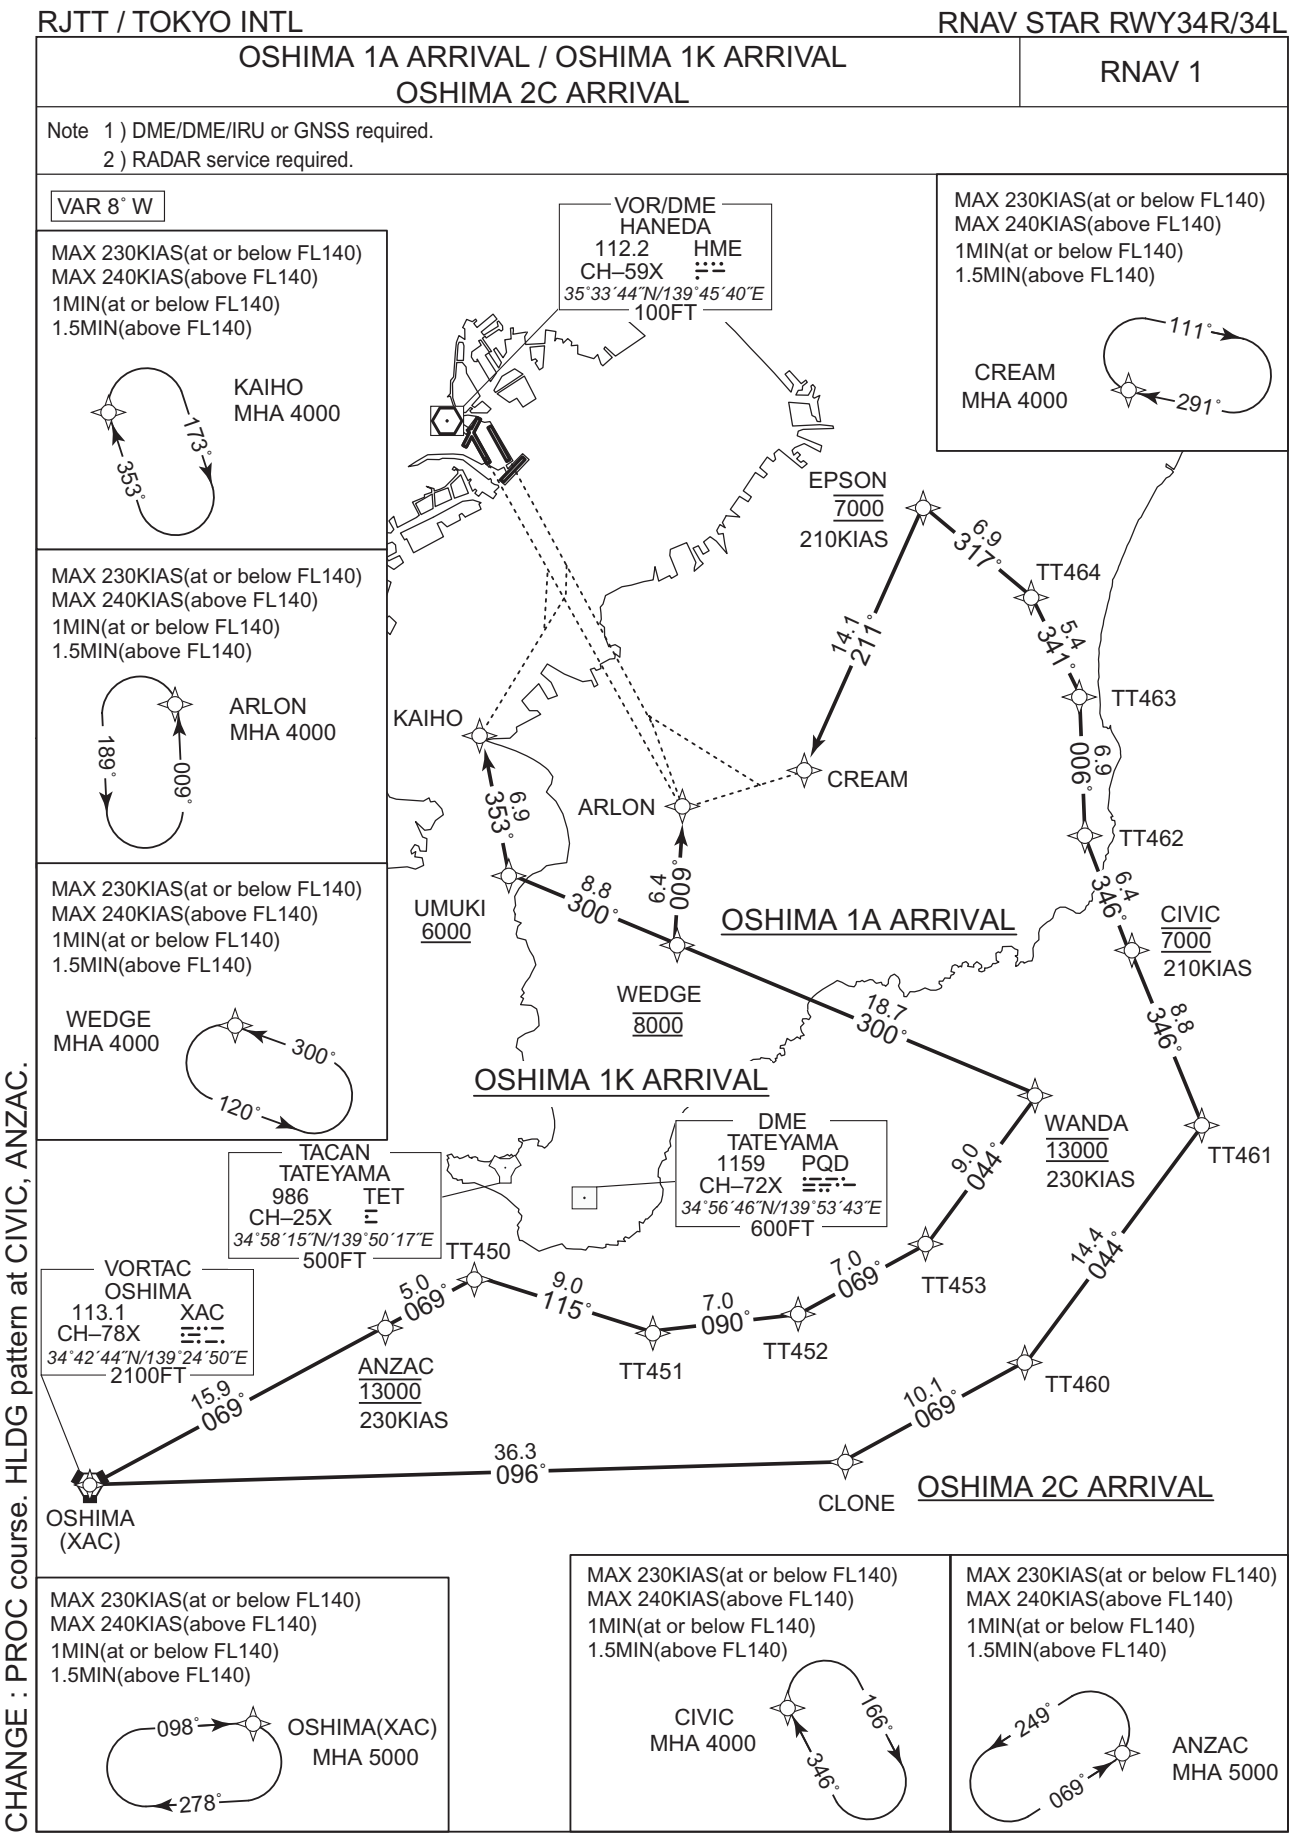 RJTT / TOKYO INTL
RNAV STAR RWY34R/34L
OSHIMA 1A ARRIVAL / OSHIMA 1K ARRIVAL
OSHIMA 2C ARRIVAL
RNAV 1
Note 1 ) DME/DME/IRU or GNSS required.
2 ) RADAR service required.
VAR 8° W
MAX 230KIAS(at or below FL140)
MAX 240KIAS(above FL140)
1MIN(at or below FL140)
1.5MIN(above FL140)
KAIHO
MHA 4000
173°
353°
VOR/DME
HANEDA
112.2 HME
CH–59X
35°33´44˝N/139°45´40˝E
100FT
MAX 230KIAS(at or below FL140)
MAX 240KIAS(above FL140)
1MIN(at or below FL140)
1.5MIN(above FL140)
111°
CREAM
MHA 4000
291°
MAX 230KIAS(at or below FL140)
MAX 240KIAS(above FL140)
1MIN(at or below FL140)
1.5MIN(above FL140)
ARLON
MHA 4000
189°
009°
MAX 230KIAS(at or below FL140)
MAX 240KIAS(above FL140)
1MIN(at or below FL140)
1.5MIN(above FL140)
WEDGE
MHA 4000
300°
120°
EPSON
7000
210KIAS
6.9
317°
TT464
5.4
341°
TT463
14.1
211°
6.9
006°
KAIHO
CREAM
ARLON
TT462
6.9
353°
6.4
346°
8.8
300°
6.4
009°
UMUKI
6000
OSHIMA 1A ARRIVAL
CIVIC
7000
210KIAS
WEDGE
8000
18.7
300°
8.8
346°
OSHIMA 1K ARRIVAL
WANDA
13000
230KIAS
TT461
TACAN
TATEYAMA
986 TET
CH–25X
34°58´15˝N/139°50´17˝E
500FT
DME
TATEYAMA
1159 PQD
CH–72X
34°56´46˝N/139°53´43˝E
600FT
9.0
044°
14.4
044°
VORTAC
OSHIMA
113.1 XAC
CH–78X
34°42´44˝N/139°24´50˝E
2100FT
TT450
5.0
069°
9.0
115°
7.0
090°
7.0
069°
TT453
TT452
TT451
ANZAC
13000
230KIAS
15.9
069°
TT460
10.1
069°
36.3
096°
CLONE
OSHIMA 2C ARRIVAL
OSHIMA
(XAC)
MAX 230KIAS(at or below FL140)
MAX 240KIAS(above FL140)
1MIN(at or below FL140)
1.5MIN(above FL140)
098°
OSHIMA(XAC)
MHA 5000
278°
MAX 230KIAS(at or below FL140)
MAX 240KIAS(above FL140)
1MIN(at or below FL140)
1.5MIN(above FL140)
CIVIC
MHA 4000
166°
346°
MAX 230KIAS(at or below FL140)
MAX 240KIAS(above FL140)
1MIN(at or below FL140)
1.5MIN(above FL140)
249°
069°
ANZAC
MHA 5000
CHANGE : PROC course. HLDG pattern at CIVIC, ANZAC.